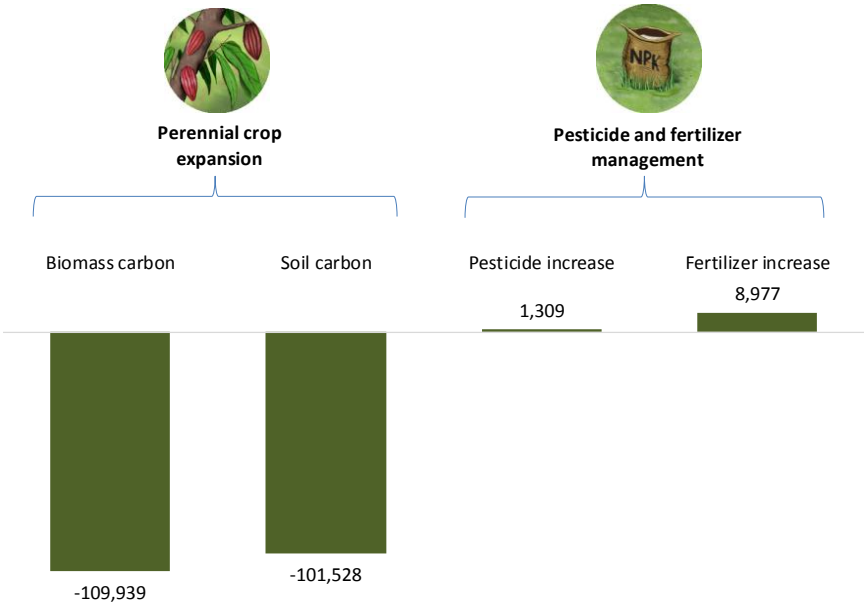 NPK
Perennial crop
expansion
Pesticide and fertilizer
management
Biomass carbon
Soil carbon
Pesticide increase
Fertilizer increase
1,309
8,977
-109,939
-101,528